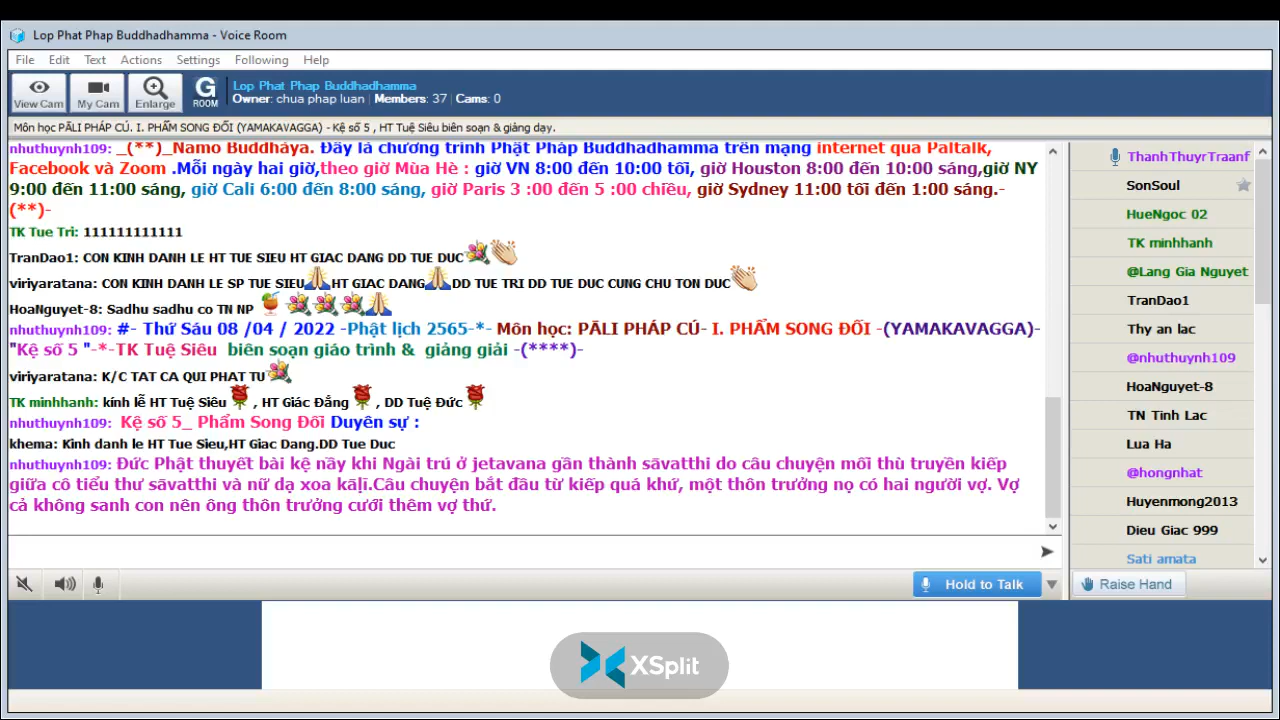 Lop Phat Phap Buddhadhamma - Voice Room
File Edit Text Actions Settings Following Help
View Cam My Cam Enlarge G ROOM
Lop Phat Phap Buddhadhamma
Owner: chua phap luan | Members: 37 | Cams: 0
Môn học PĀLI PHÁP CÚ. I. PHẨM SONG ĐỐI (YAMAKAVAGGA) - Kệ số 5 , HT Tuệ Siêu biên soạn & giảng dạy.
nhuthuynh109: _(**)_Namo Buddhàya. Đây là chương trình Phật Pháp Buddhadhamma trên mạng internet qua Paltalk,
Facebook và Zoom .Mỗi ngày hai giờ,theo giờ Mùa Hè : giờ VN 8:00 đến 10:00 tối, giờ Houston 8:00 đến 10:00 sáng,giờ NY
9:00 đến 11:00 sáng, giờ Cali 6:00 đến 8:00 sáng, giờ Paris 3 :00 đến 5 :00 chiều, giờ Sydney 11:00 tối đến 1:00 sáng.-
(**)-
TK Tue Tri: 111111111111
TranDao1: CON KINH DANH LE HT TUE SIEU HT GIAC DANG DD TUE DUC
viriyaratana: CON KINH DANH LE SP TUE SIEU HT GIAC DANG DD TUE TRI DD TUE DUC CUNG CHU TON DUC
HoaNguyet-8: Sadhu sadhu co TN NP
nhuthuynh109: #- Thứ Sáu 08 /04 / 2022 -Phật lịch 2565-*- Môn học: PĀLI PHÁP CÚ- I. PHẨM SONG ĐỐI -(YAMAKAVAGGA)-
"Kệ số 5 "-*-TK Tuệ Siêu biên soạn giáo trình & giảng giải -(****)-
viriyaratana: K/C TAT CA QUI PHAT TU
TK minhhanh: kính lễ HT Tuệ Siêu , HT Giác Đẳng , DD Tuệ Đức
nhuthuynh109: Kệ số 5_ Phẩm Song Đối Duyên sự :
khema: Kinh danh le HT Tue Sieu,HT Giac Dang.DD Tue Duc
nhuthuynh109: Đức Phật thuyết bài kệ nầy khi Ngài trú ở jetavana gần thành sāvatthi do câu chuyện mối thù truyền kiếp
giữa cô tiểu thư sāvatthi và nữ dạ xoa kāḷi.Câu chuyện bắt đầu từ kiếp quá khứ, một thôn trưởng nọ có hai người vợ. Vợ
cả không sanh con nên ông thôn trưởng cưới thêm vợ thứ.
Hold to Talk
ThanhThuyrTraanf
SonSoul
HueNgoc 02
TK minhhanh
@Lang Gia Nguyet
TranDao1
Thy an lac
@nhuthuynh109
HoaNguyet-8
TN Tinh Lac
Lua Ha
@hongnhat
Huyenmong2013
Dieu Giac 999
Sati amata
Raise Hand
XSplit